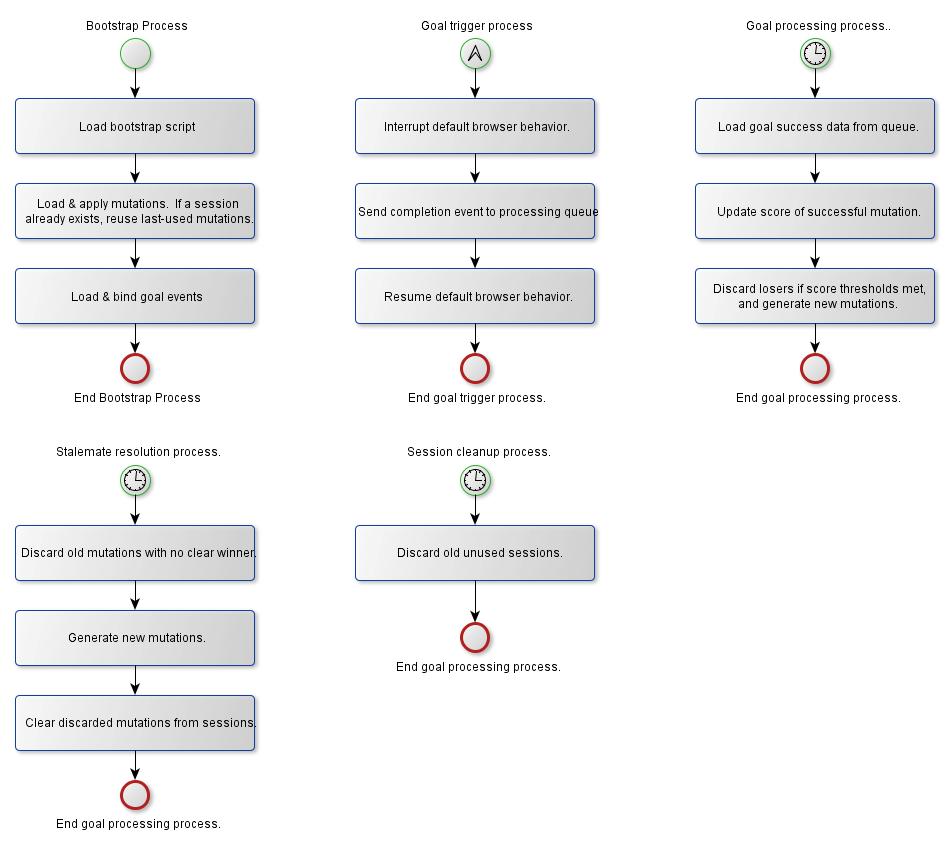 Bootstrap Process
Load bootstrap script
Load & apply mutations.  If a session
already exists, reuse last-used mutations.
Load & bind goal events
End Bootstrap Process
Goal trigger process
Interrupt default browser behavior.
Send completion event to processing queue
Resume default browser behavior.
End goal trigger process.
Goal processing process..
Load goal success data from queue.
Update score of successful mutation.
Discard losers if score thresholds met,
and generate new mutations.
End goal processing process.
Stalemate resolution process.
Discard old mutations with no clear winner.
Generate new mutations.
Clear discarded mutations from sessions.
End goal processing process.
Session cleanup process.
Discard old unused sessions.
End goal processing process.